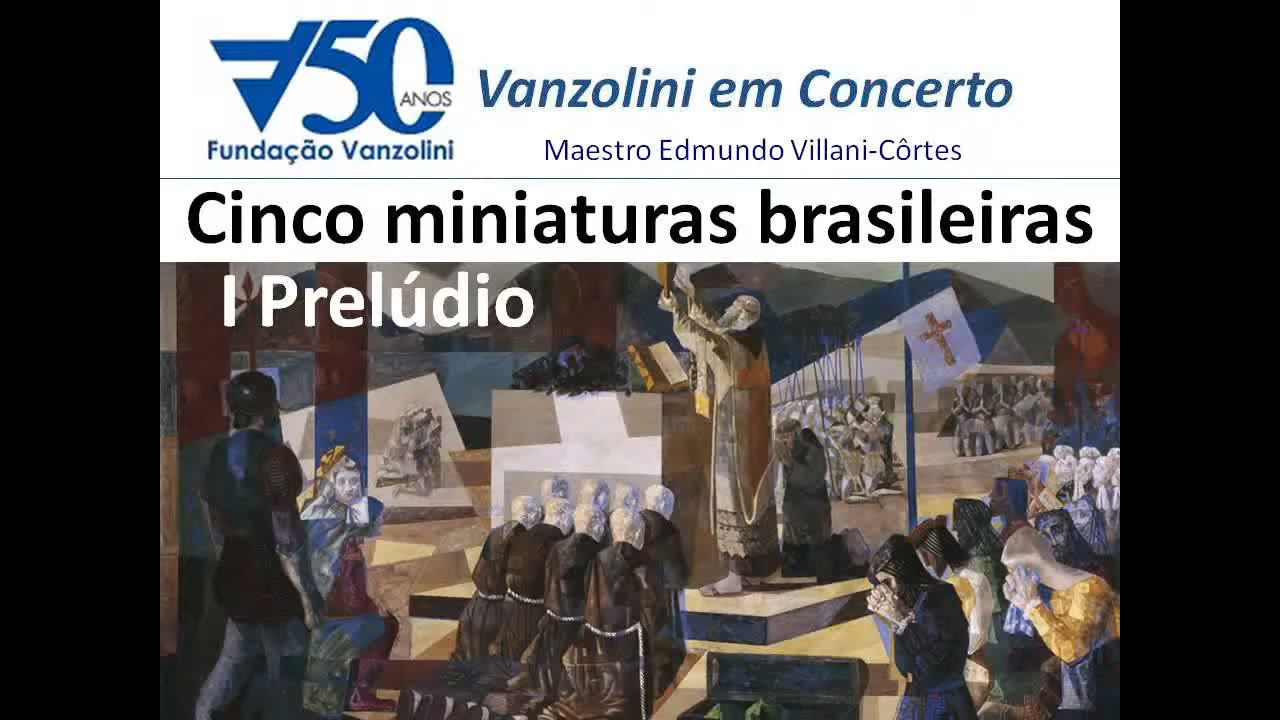 50
ANOS
Fundação Vanzolini
Vanzolini em Concerto
Maestro Edmundo Villani-Côrtes
Cinco miniaturas brasileiras
I Prelúdio